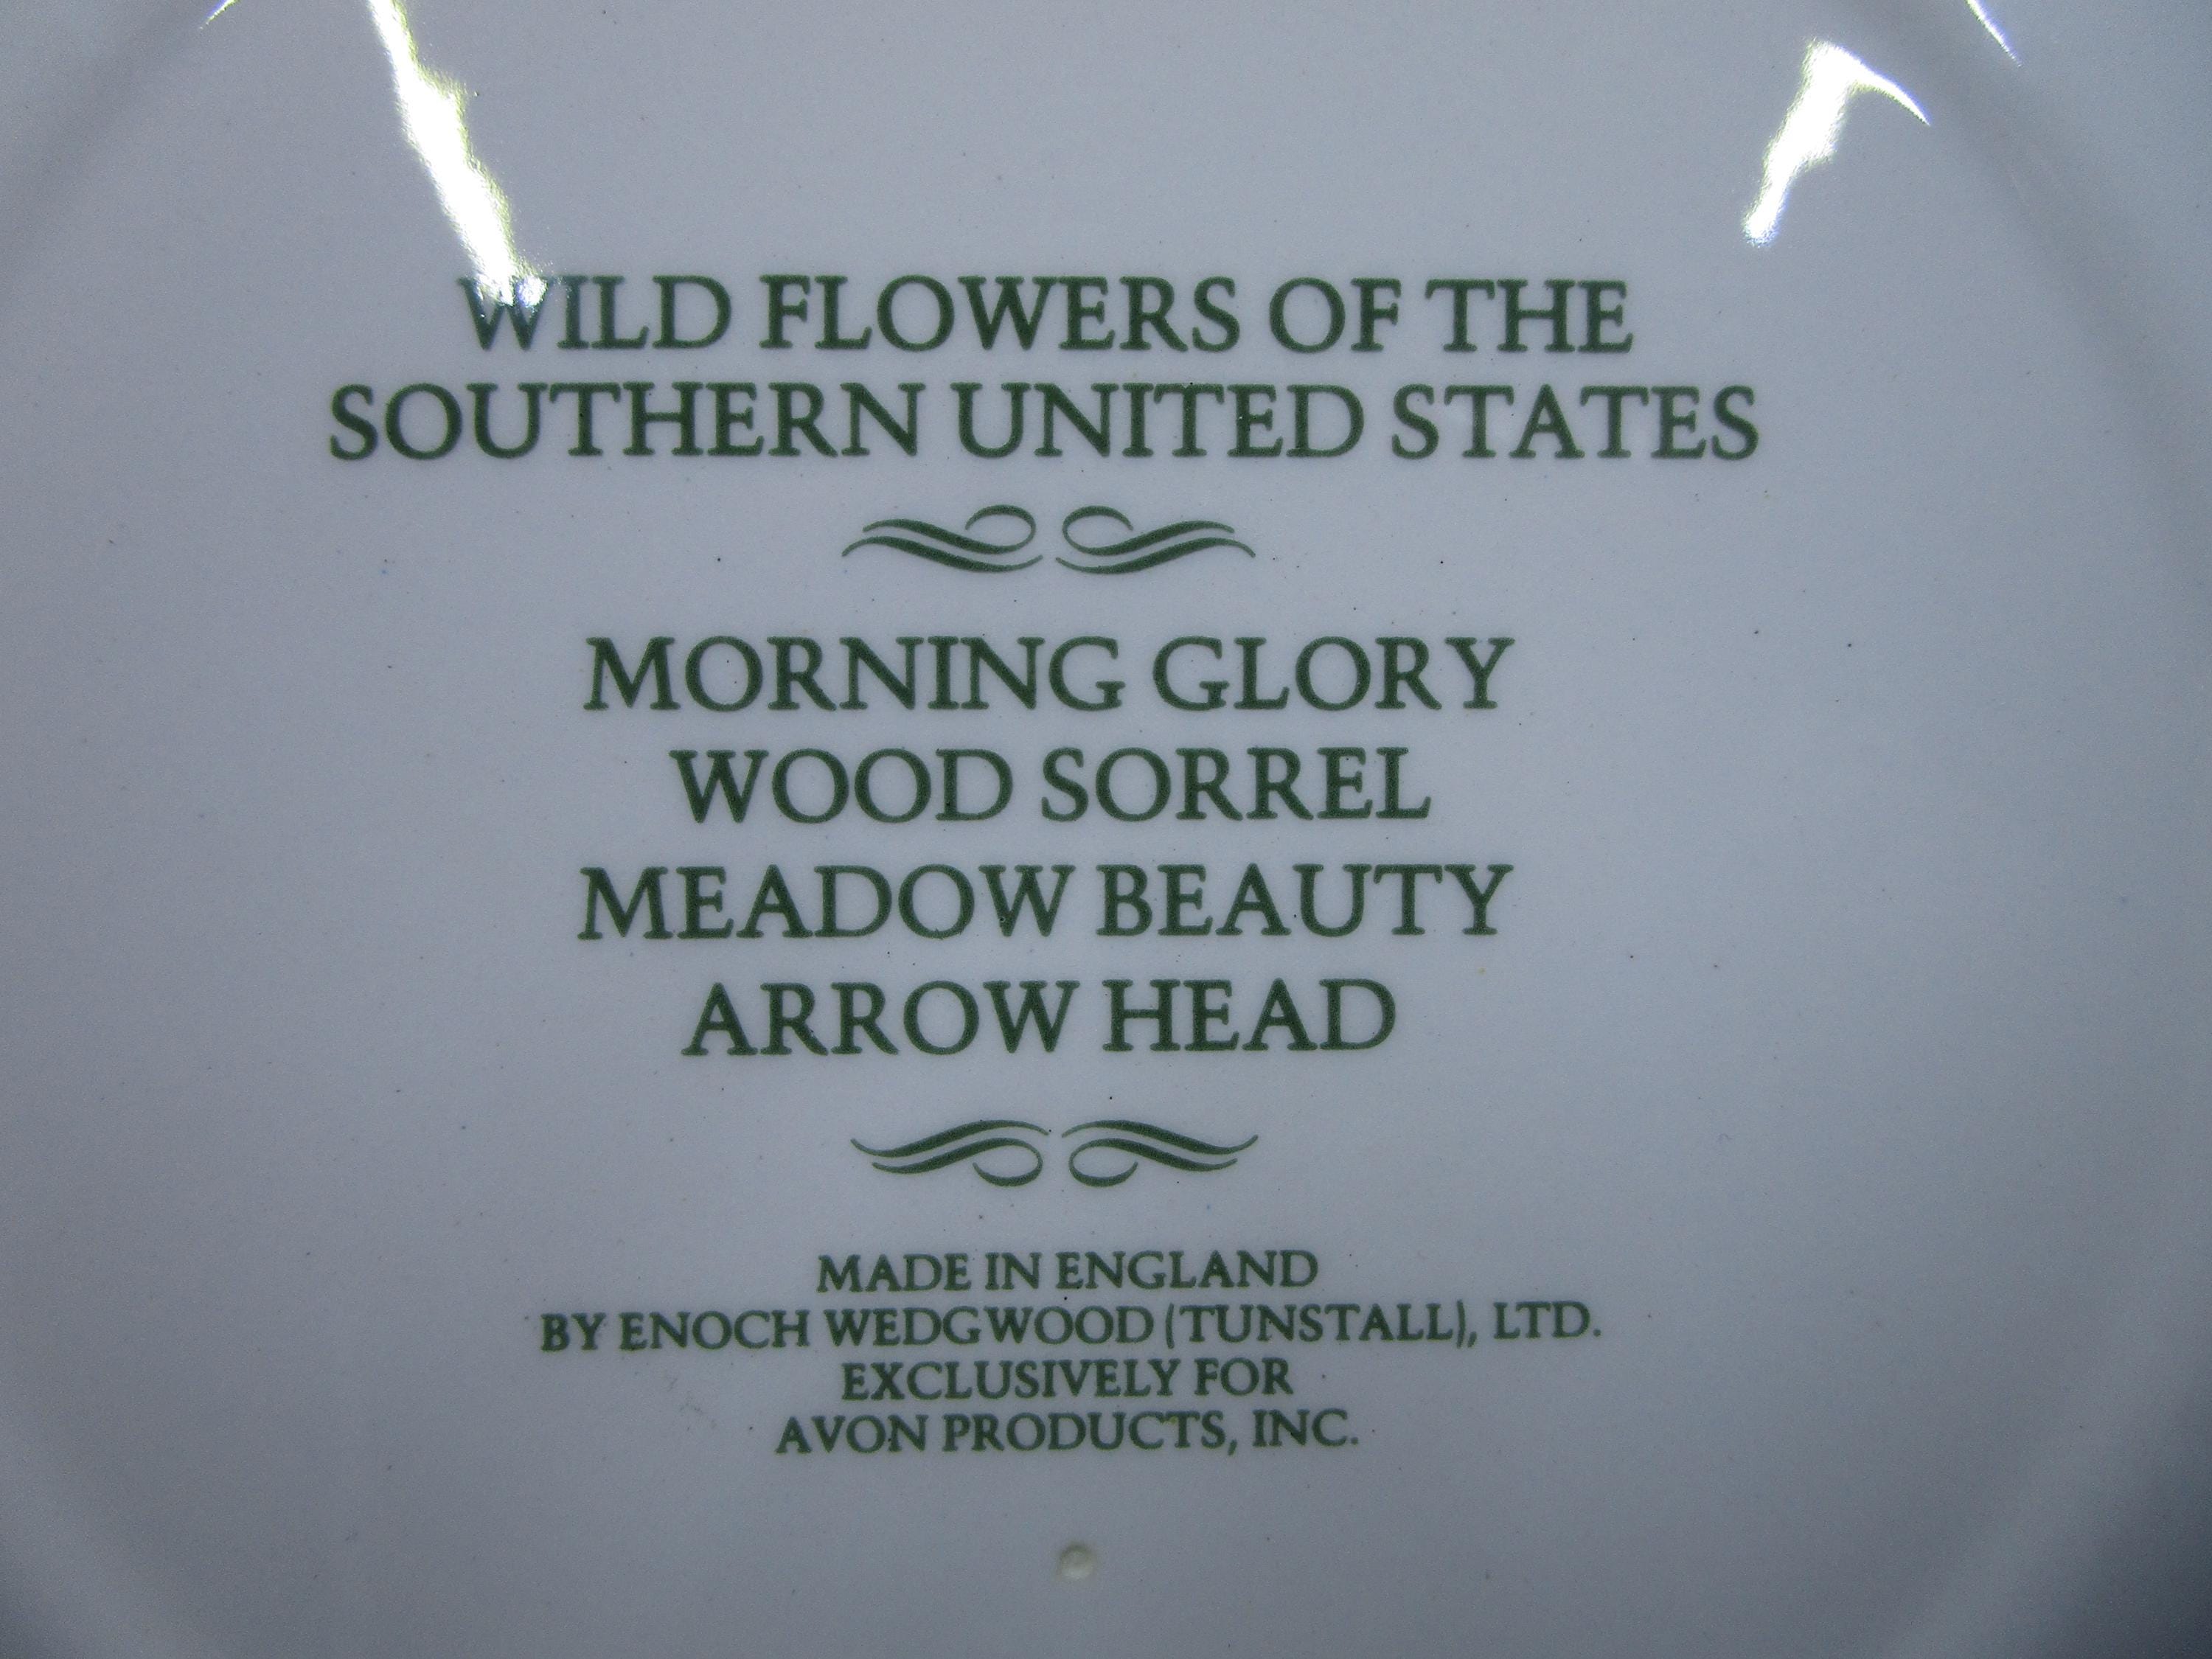 WILD FLOWERS OF THE
SOUTHERN UNITED STATES
MORNING GLORY
WOOD SORREL
MEADOW BEAUTY
ARROW HEAD
MADE IN ENGLAND
BY ENOCH WEDGWOOD (TUNSTALL), LTD.
EXCLUSIVELY FOR
AVON PRODUCTS, INC.